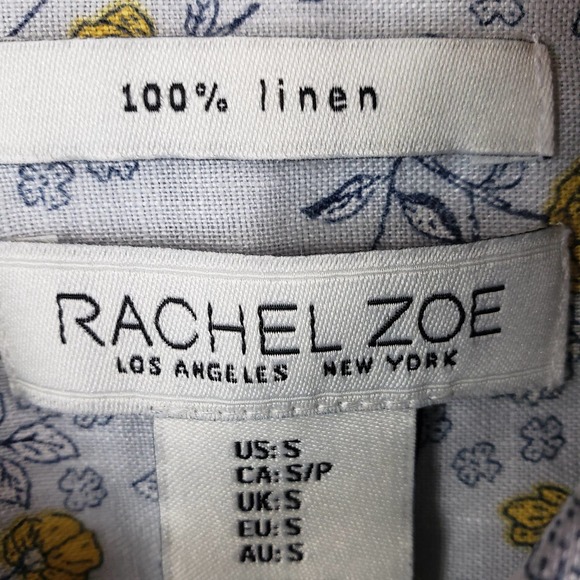 100% linen
RACHEL ZOE
LOS ANGELES NEW YORK
US: S
CA: S/P
UK: S
EU: S
AU: S